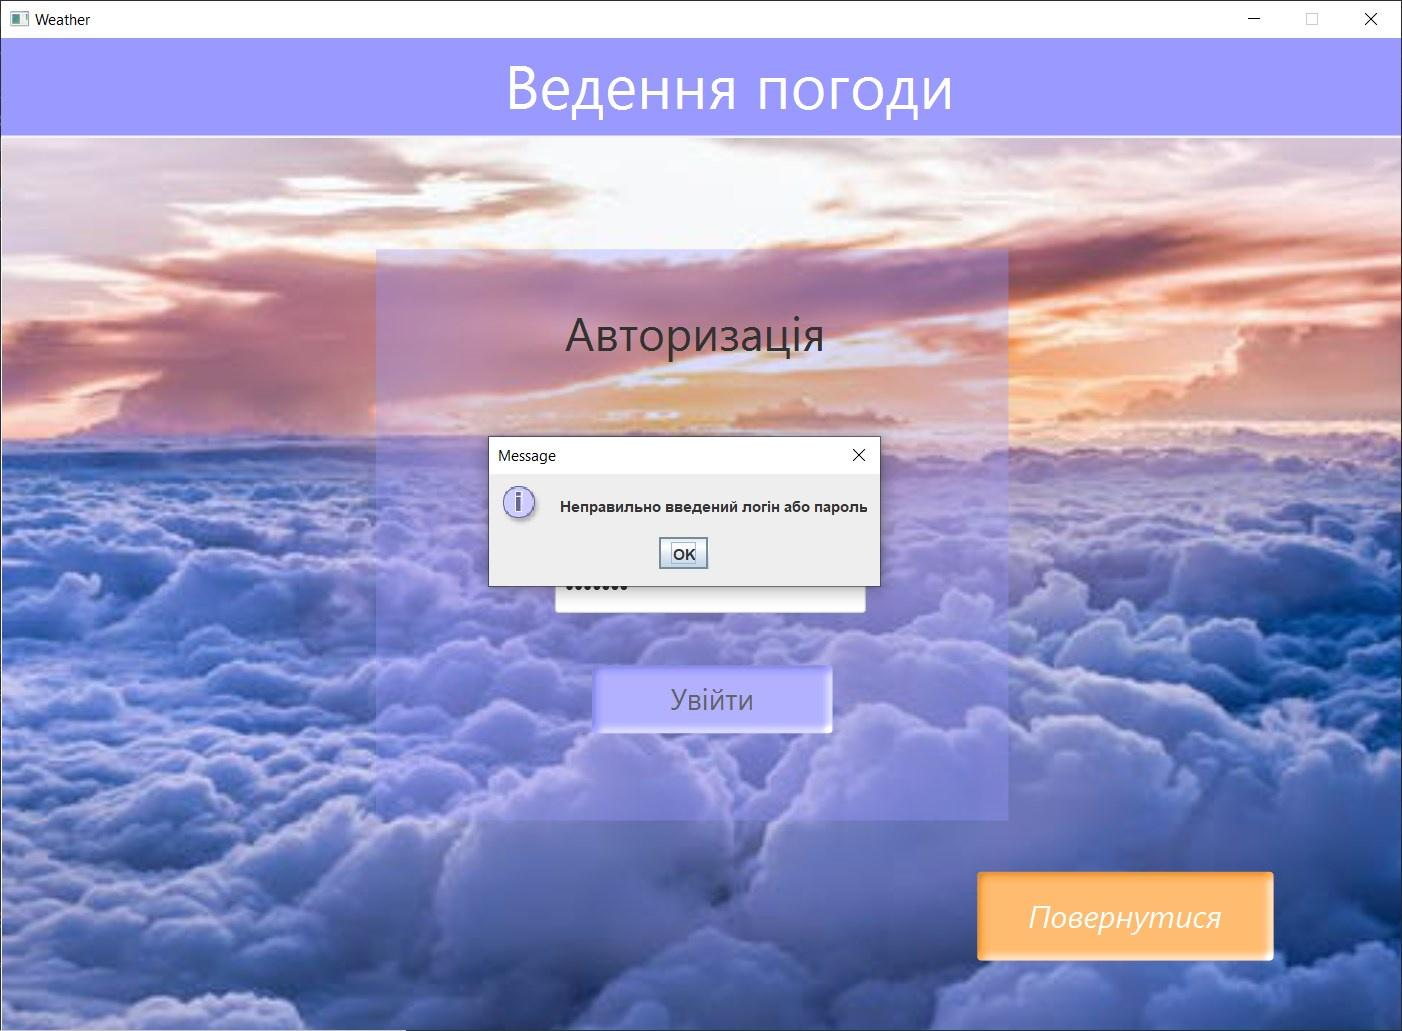 Weather
Ведення погоди
Авторизація
Message
Неправильно введений логін або пароль
OK
Увійти
Повернутися